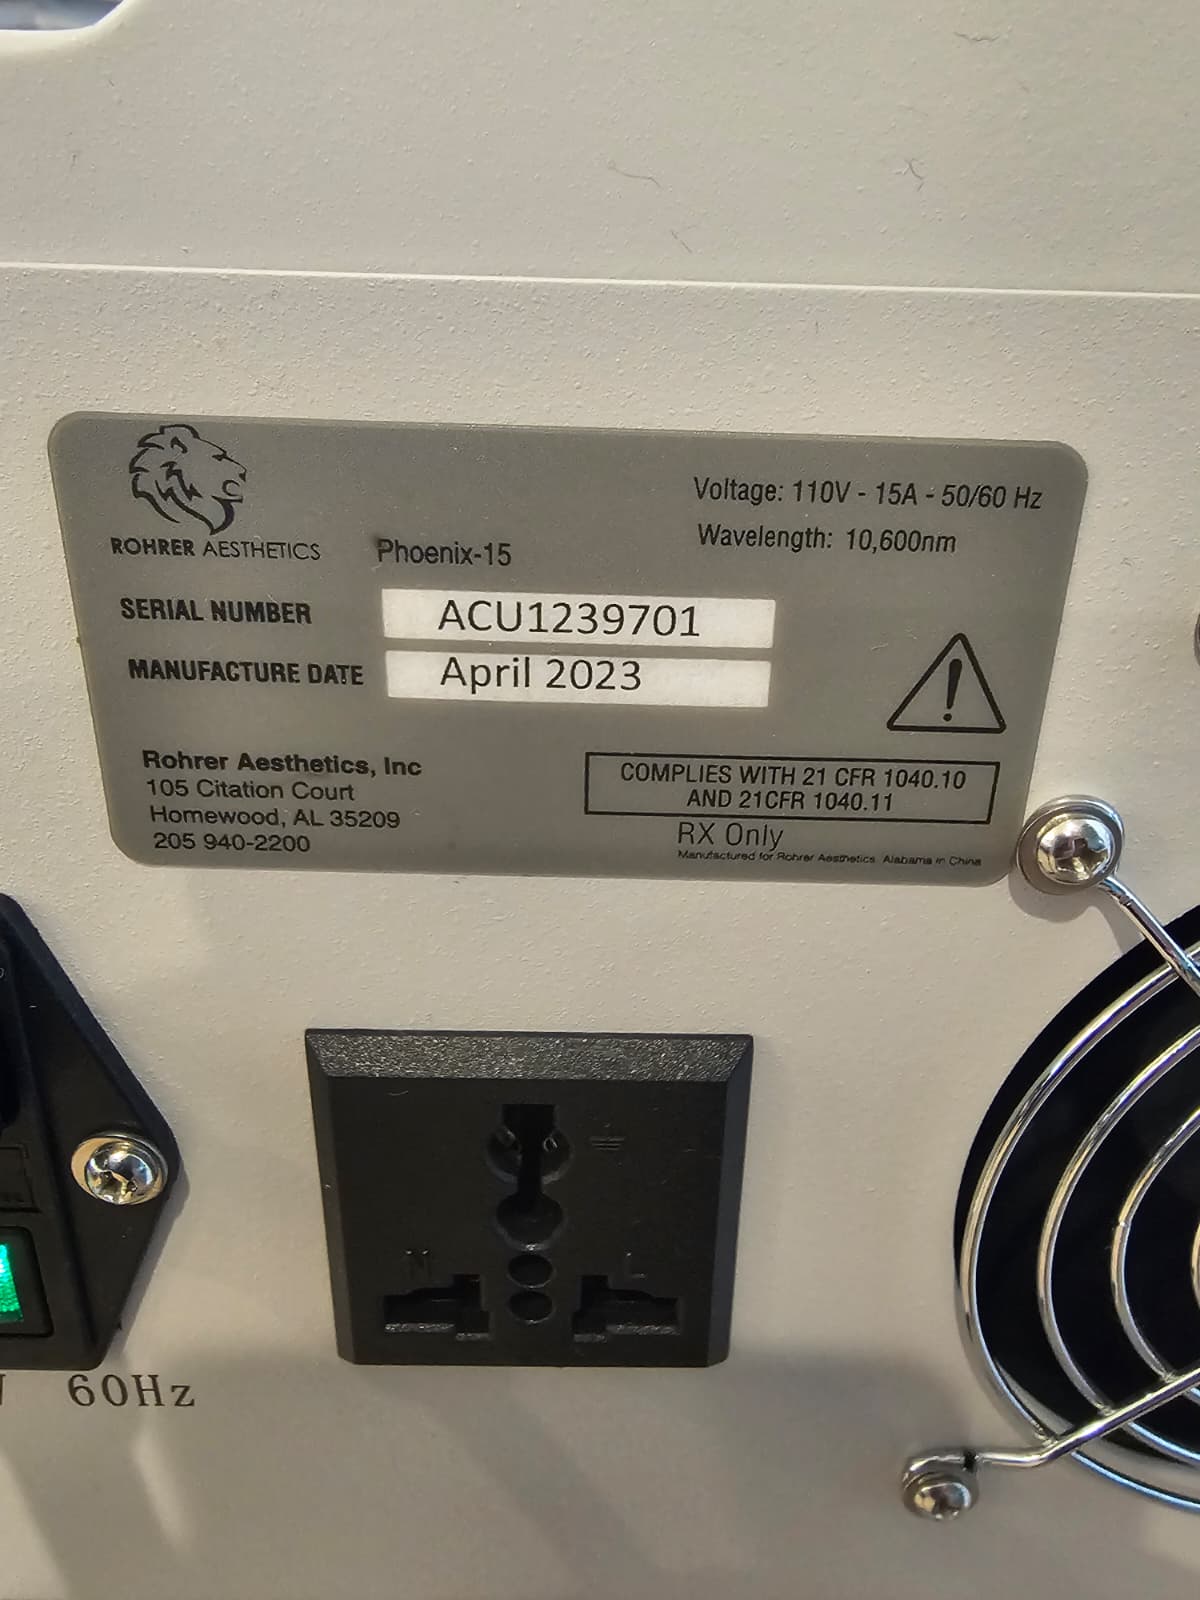 ROHRER AESTHETICS
Phoenix-15
Voltage: 110V - 15A - 50/60 Hz
Wavelength: 10,600nm
SERIAL NUMBER ACU1239701
MANUFACTURE DATE April 2023
Rohrer Aesthetics, Inc
105 Citation Court
Homewood, AL 35209
205 940-2200
COMPLIES WITH 21 CFR 1040.10
AND 21CFR 1040.11
RX Only
Manufactured for Rohrer Aesthetics Alabama in China
N L
60Hz